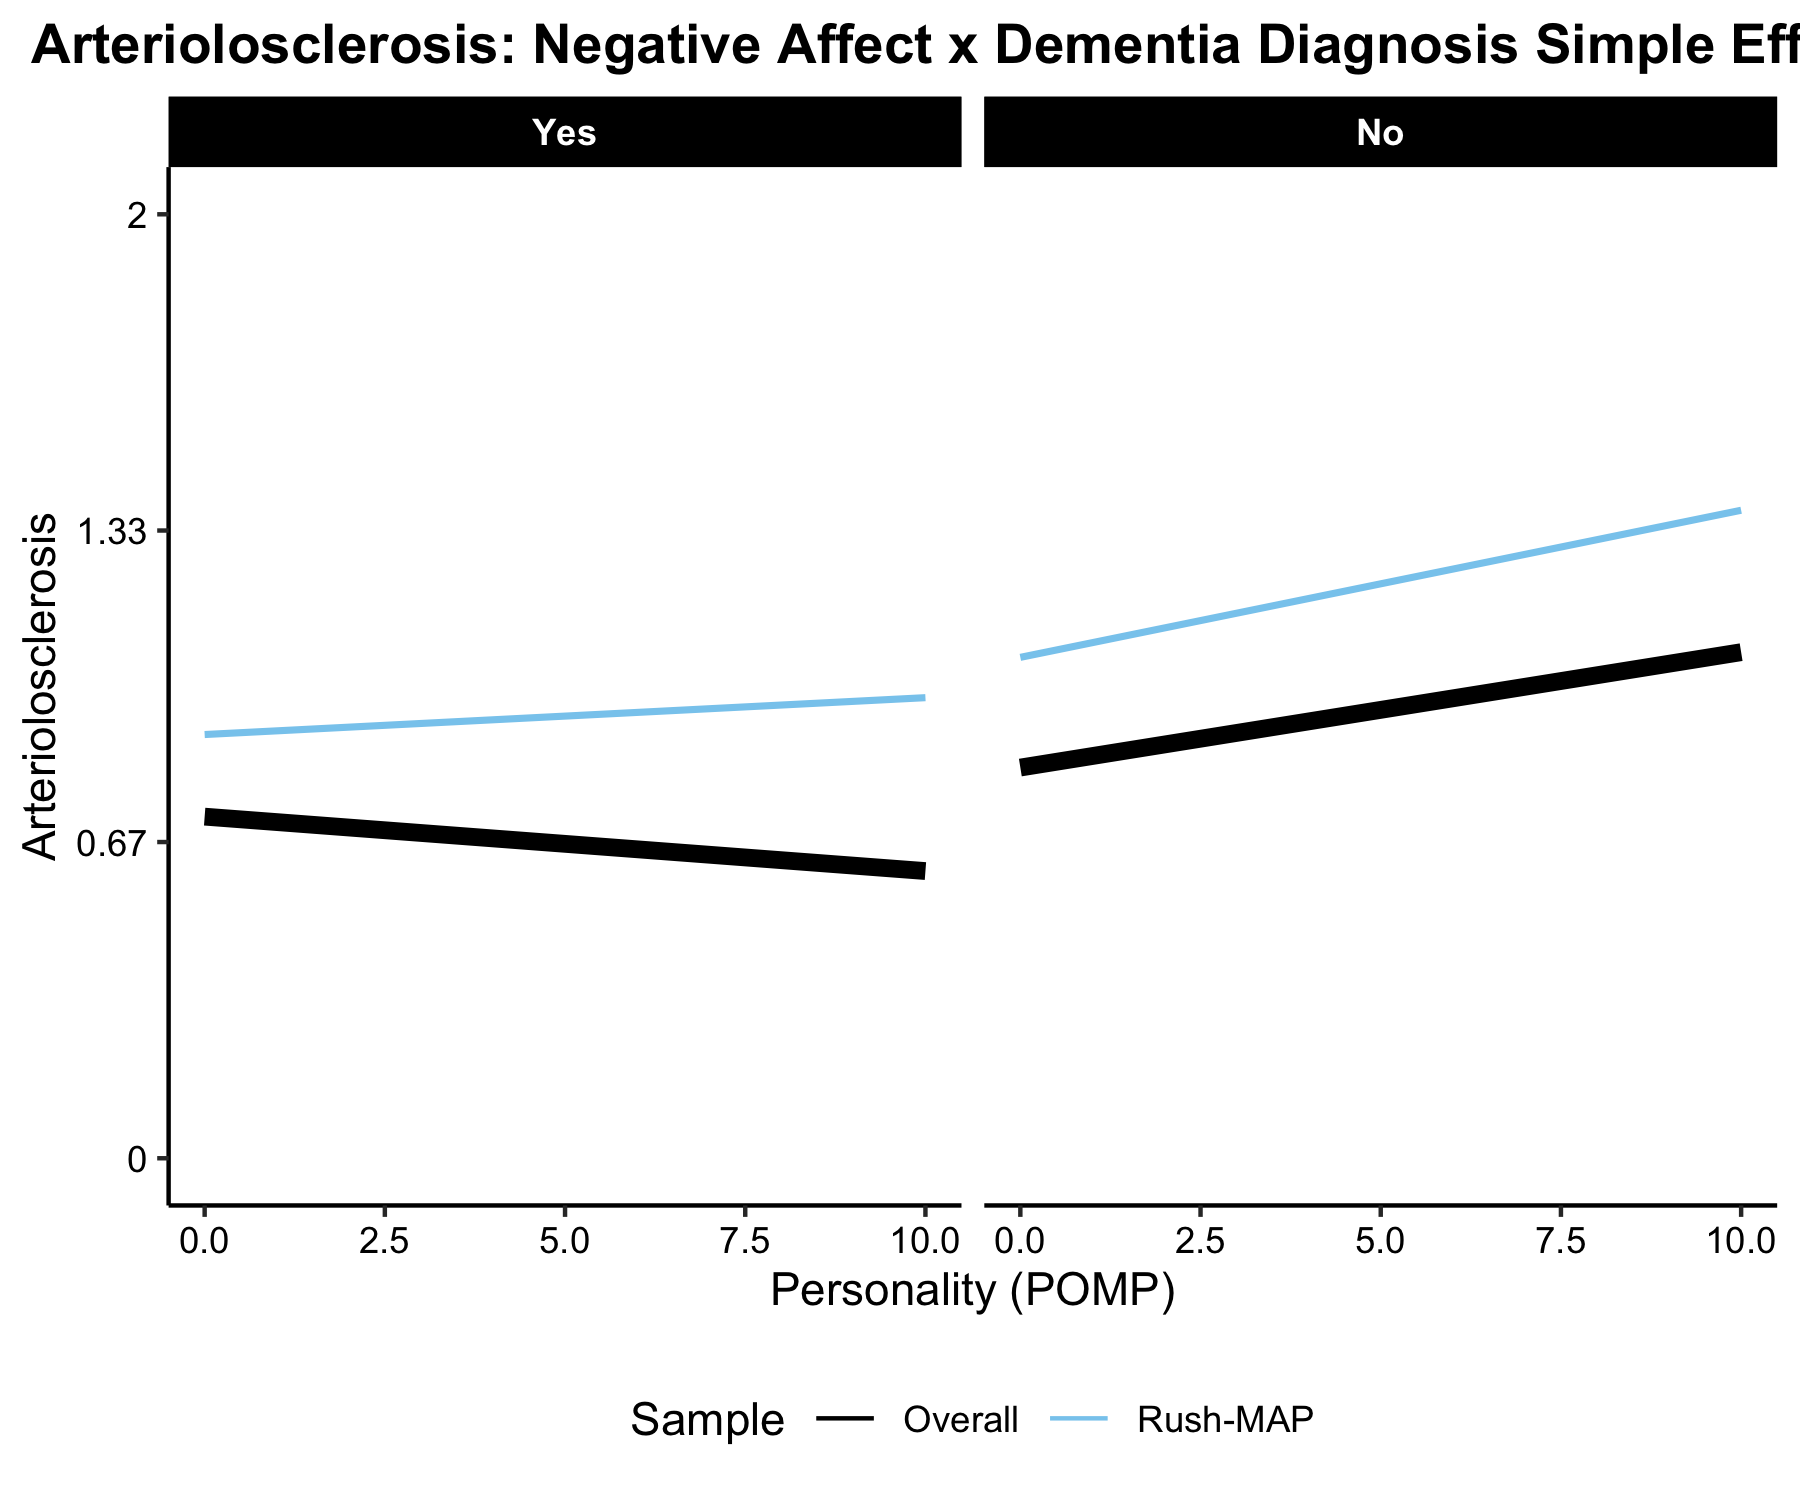 Arteriolosclerosis: Negative Affect x Dementia Diagnosis Simple Eff
Yes
No
Arteriolosclerosis
2
1.33
0.67
0
0.0 2.5 5.0 7.5 10.0
0.0 2.5 5.0 7.5 10.0
Personality (POMP)
Sample Overall Rush-MAP